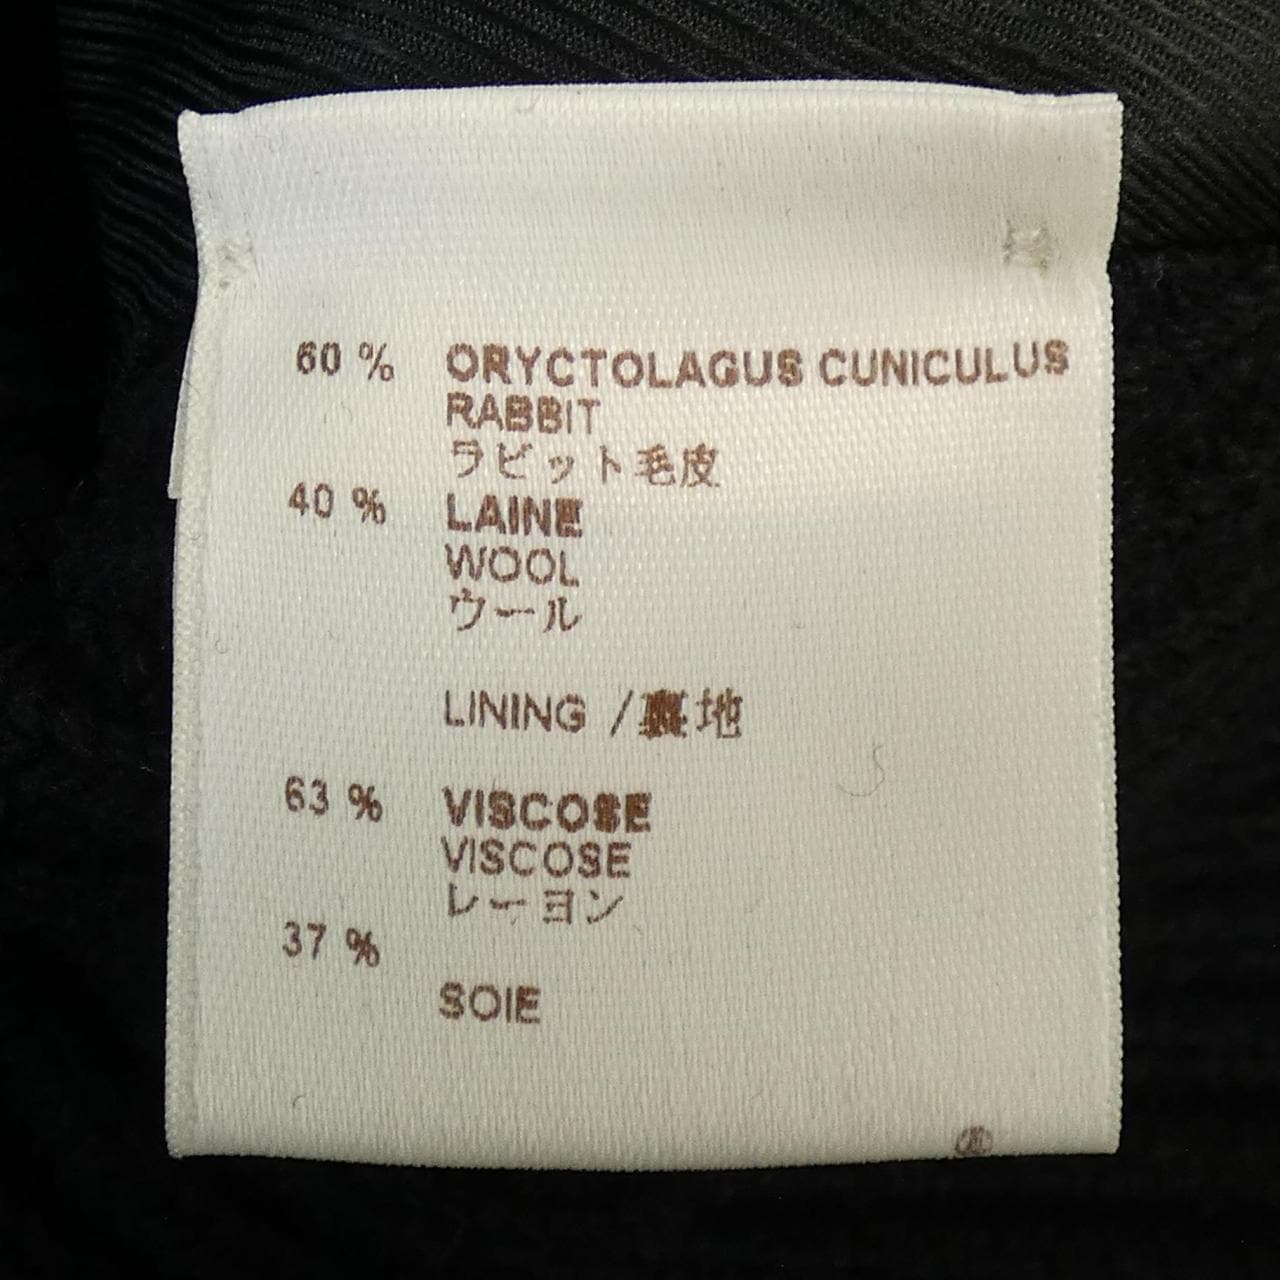 60 % ORYCTOLAGUS CUNICULUS
RABBIT
ラビット毛皮
40 % LAINE
WOOL
ウール
LINING / 裏地
63 % VISCOSE
VISCOSE
レーヨン
37 %
SOIE